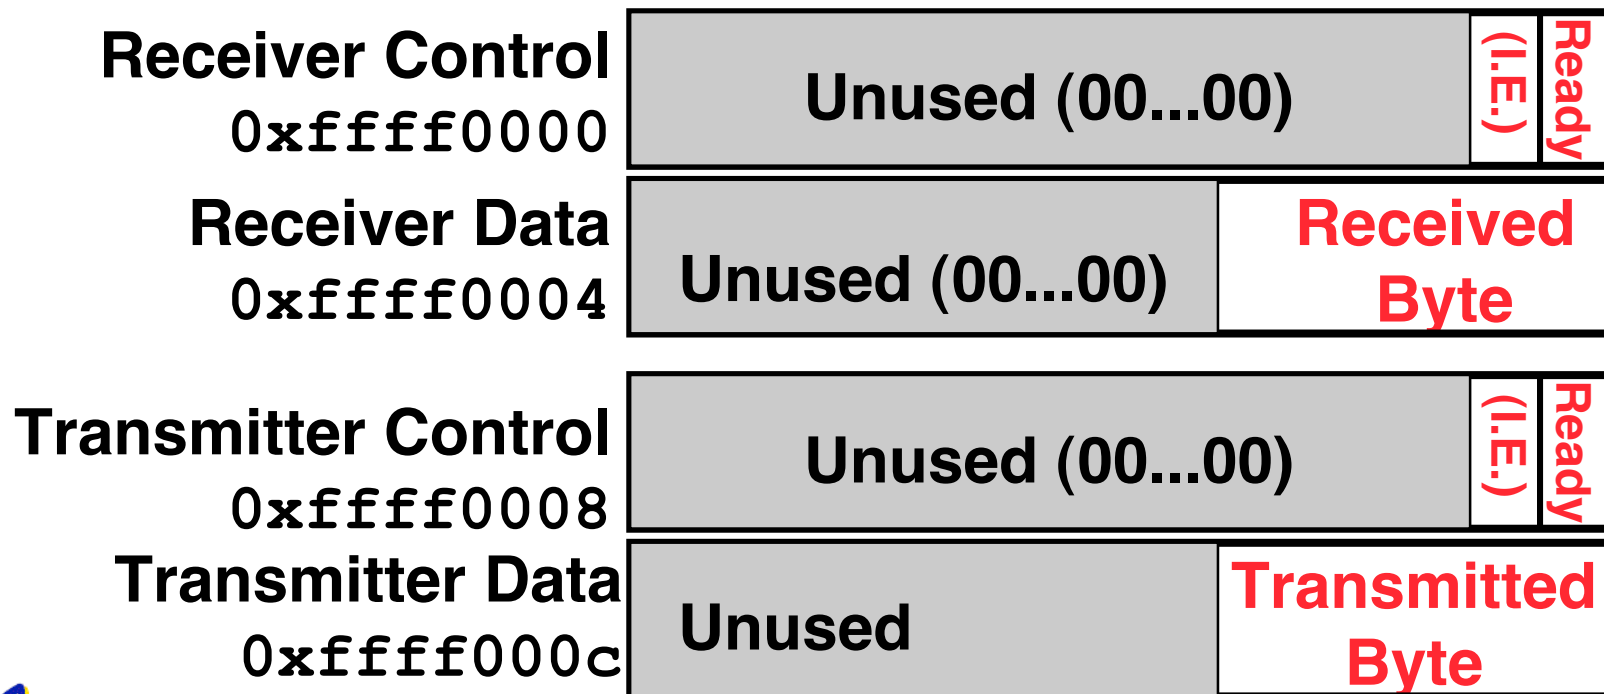 Receiver Control
0xffff0000
Unused (00...00)
(I.E.)
Ready
Receiver Data
0xffff0004
Unused (00...00)
Received
Byte
Transmitter Control
0xffff0008
Unused (00...00)
(I.E.)
Ready
Transmitter Data
0xffff000c
Unused
Transmitted
Byte